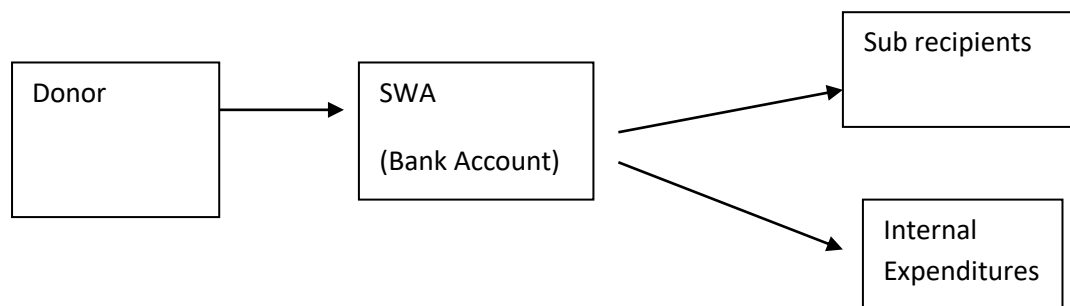 Donor
SWA
(Bank Account)
Sub recipients
Internal
Expenditures